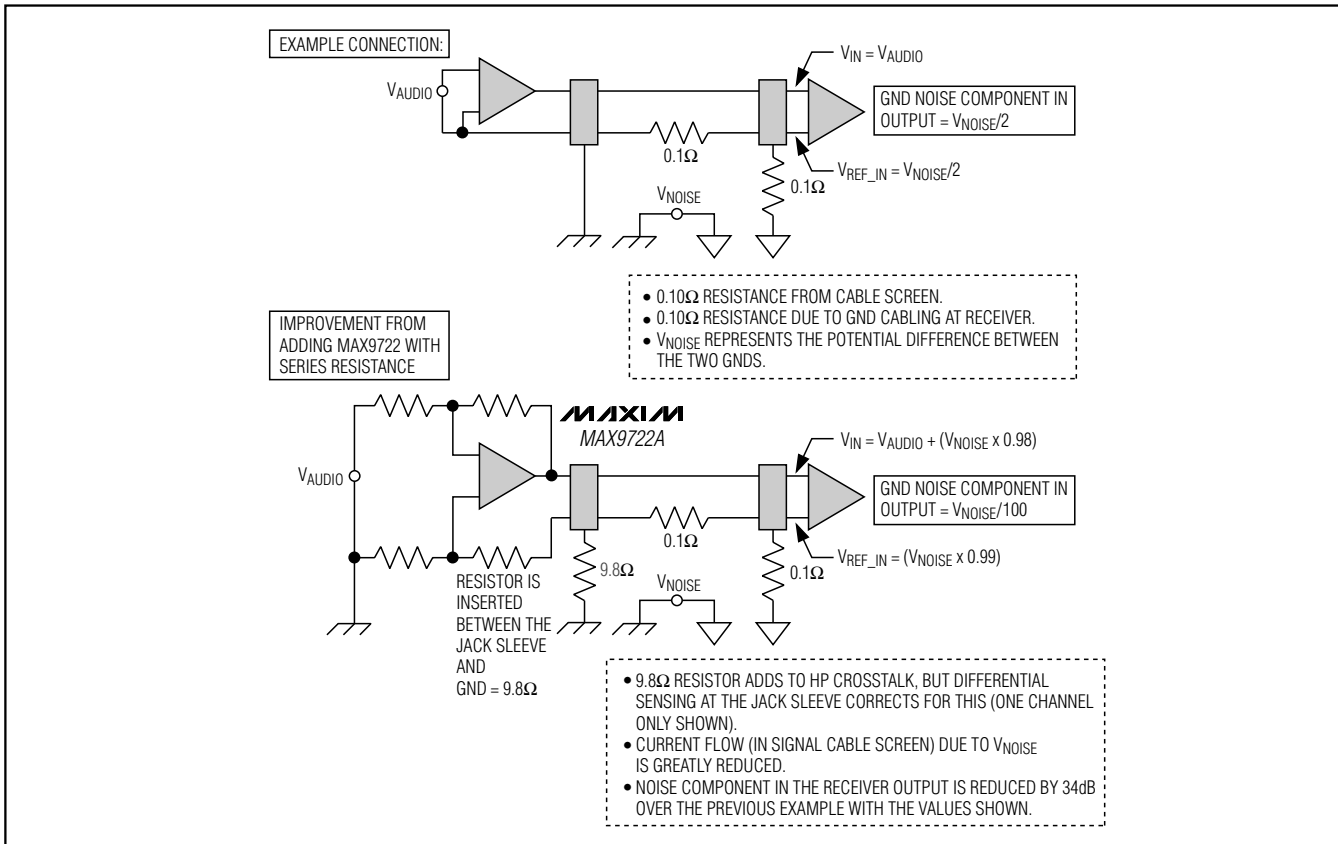 EXAMPLE CONNECTION:
VAUDIO
VIN = VAUDIO
GND NOISE COMPONENT IN
OUTPUT = VNOISE/2
0.1Ω
VREF_IN = VNOISE/2
0.1Ω
VNOISE
• 0.10Ω RESISTANCE FROM CABLE SCREEN.
• 0.10Ω RESISTANCE DUE TO GND CABLING AT RECEIVER.
• VNOISE REPRESENTS THE POTENTIAL DIFFERENCE BETWEEN
THE TWO GNDS.
IMPROVEMENT FROM
ADDING MAX9722 WITH
SERIES RESISTANCE
MAXIM
MAX9722A
VAUDIO
VIN = VAUDIO + (VNOISE x 0.98)
GND NOISE COMPONENT IN
OUTPUT = VNOISE/100
0.1Ω
VREF_IN = (VNOISE x 0.99)
0.1Ω
9.8Ω
VNOISE
RESISTOR IS
INSERTED
BETWEEN THE
JACK SLEEVE
AND
GND = 9.8Ω
• 9.8Ω RESISTOR ADDS TO HP CROSSTALK, BUT DIFFERENTIAL
SENSING AT THE JACK SLEEVE CORRECTS FOR THIS (ONE CHANNEL
ONLY SHOWN).
• CURRENT FLOW (IN SIGNAL CABLE SCREEN) DUE TO VNOISE
IS GREATLY REDUCED.
• NOISE COMPONENT IN THE RECEIVER OUTPUT IS REDUCED BY 34dB
OVER THE PREVIOUS EXAMPLE WITH THE VALUES SHOWN.